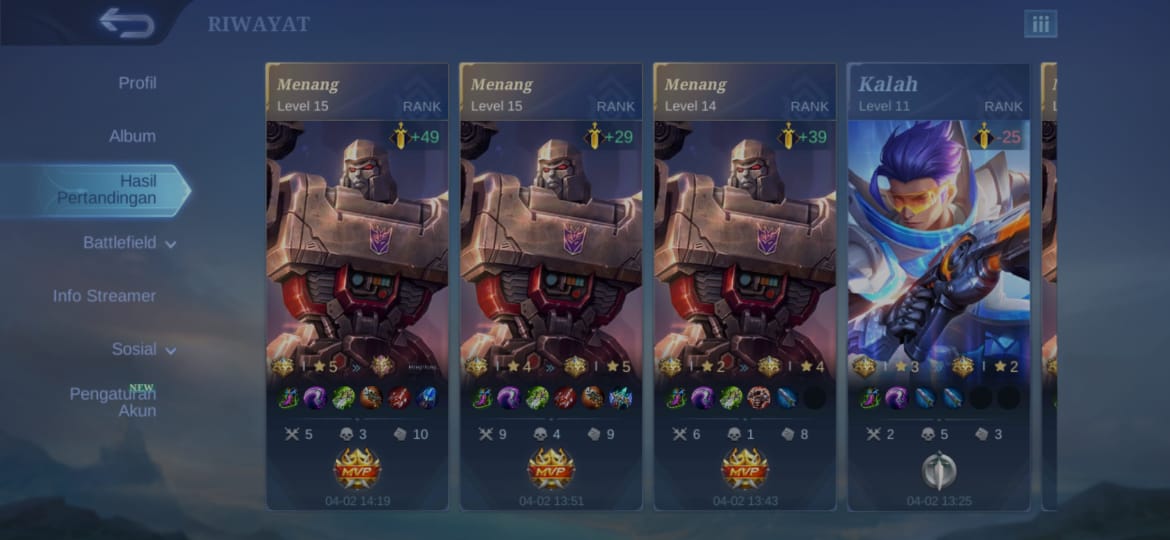 RIWAYAT
Profil
Album
Hasil
Pertandingan
Battlefield
Info Streamer
Sosial
NEW
Pengaturan
Akun
Menang
Level 15
RANK
+49
I 5
5 3 10
MVP
04-02 14:19
Menang
Level 15
RANK
+29
I 4 » I 5
9 4 9
MVP
04-02 13:51
Menang
Level 14
RANK
+39
I 2 » I 4
6 1 8
MVP
04-02 13:43
Kalah
Level 11
RANK
-25
I 3 » I 2
2 5 3
04-02 13:25